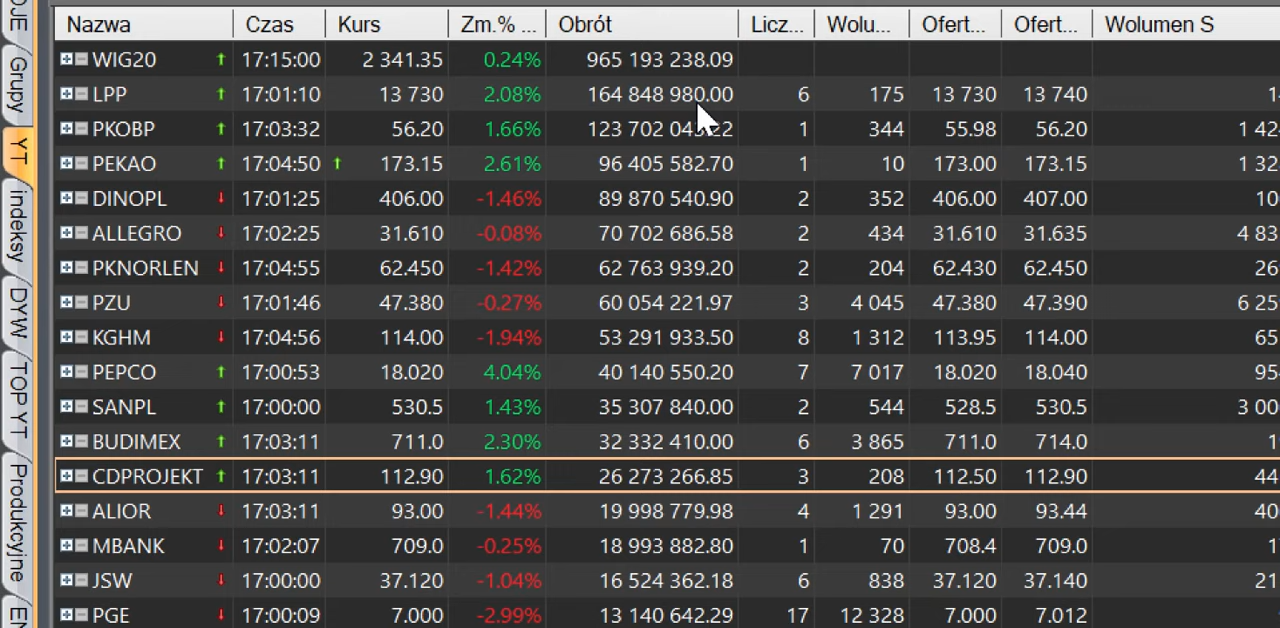 Nazwa Czas Kurs Zm.% ... Obrót Licz... Wolu... Ofert... Ofert... Wolumen S
WIG20 17:15:00 2 341.35 0.24% 965 193 238.09
LPP 17:01:10 13 730 2.08% 164 848 980.00 6 175 13 730 13 740
PKOBP 17:03:32 56.20 1.66% 123 702 1 344 55.98 56.20 1 42
PEKAO 17:04:50 173.15 2.61% 96 405 582.70 1 10 173.00 173.15 1 32
DINOPL 17:01:25 406.00 -1.46% 89 870 540.90 2 352 406.00 407.00 10
ALLEGRO 17:02:25 31.610 -0.08% 70 702 686.58 2 434 31.610 31.635 4 83
PKNORLEN 17:04:55 62.450 -1.42% 62 763 939.20 2 204 62.430 62.450 26
PZU 17:01:46 47.380 -0.27% 60 054 221.97 3 4 045 47.380 47.390 6 25
KGHM 17:04:56 114.00 -1.94% 53 291 933.50 8 1 312 113.95 114.00 65
PEPCO 17:00:53 18.020 4.04% 40 140 550.20 7 7 017 18.020 18.040 95
SANPL 17:00:00 530.5 1.43% 35 307 840.00 2 544 528.5 530.5 3 00
BUDIMEX 17:03:11 711.0 2.30% 32 332 410.00 6 3 865 711.0 714.0 1
CDPROJEKT 17:03:11 112.90 1.62% 26 273 266.85 3 208 112.50 112.90 44
ALIOR 17:03:11 93.00 -1.44% 19 998 779.98 4 1 291 93.00 93.44 40
MBANK 17:02:07 709.0 -0.25% 18 993 882.80 1 70 708.4 709.0 1
JSW 17:00:00 37.120 -1.04% 16 524 362.18 6 838 37.120 37.140 21
PGE 17:00:09 7.000 -2.99% 13 140 642.29 17 12 328 7.000 7.012
Grupy
YT
indeksy
DYW
TOP YT
Produkcyjne